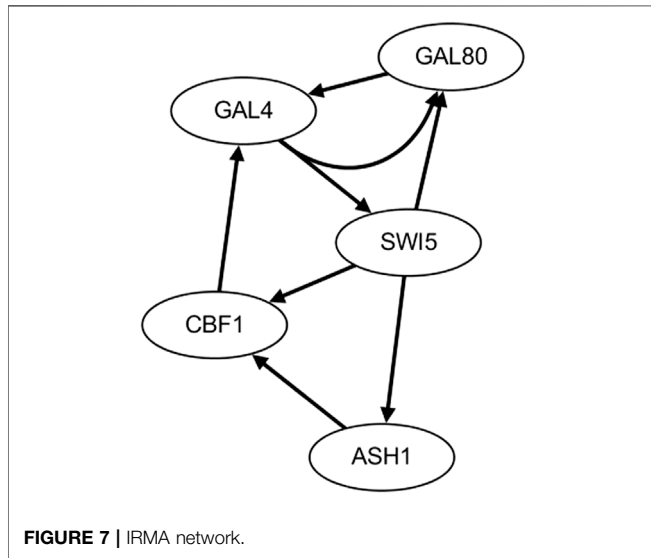 GAL80
GAL4
SWI5
CBF1
ASH1
FIGURE 7 | IRMA network.